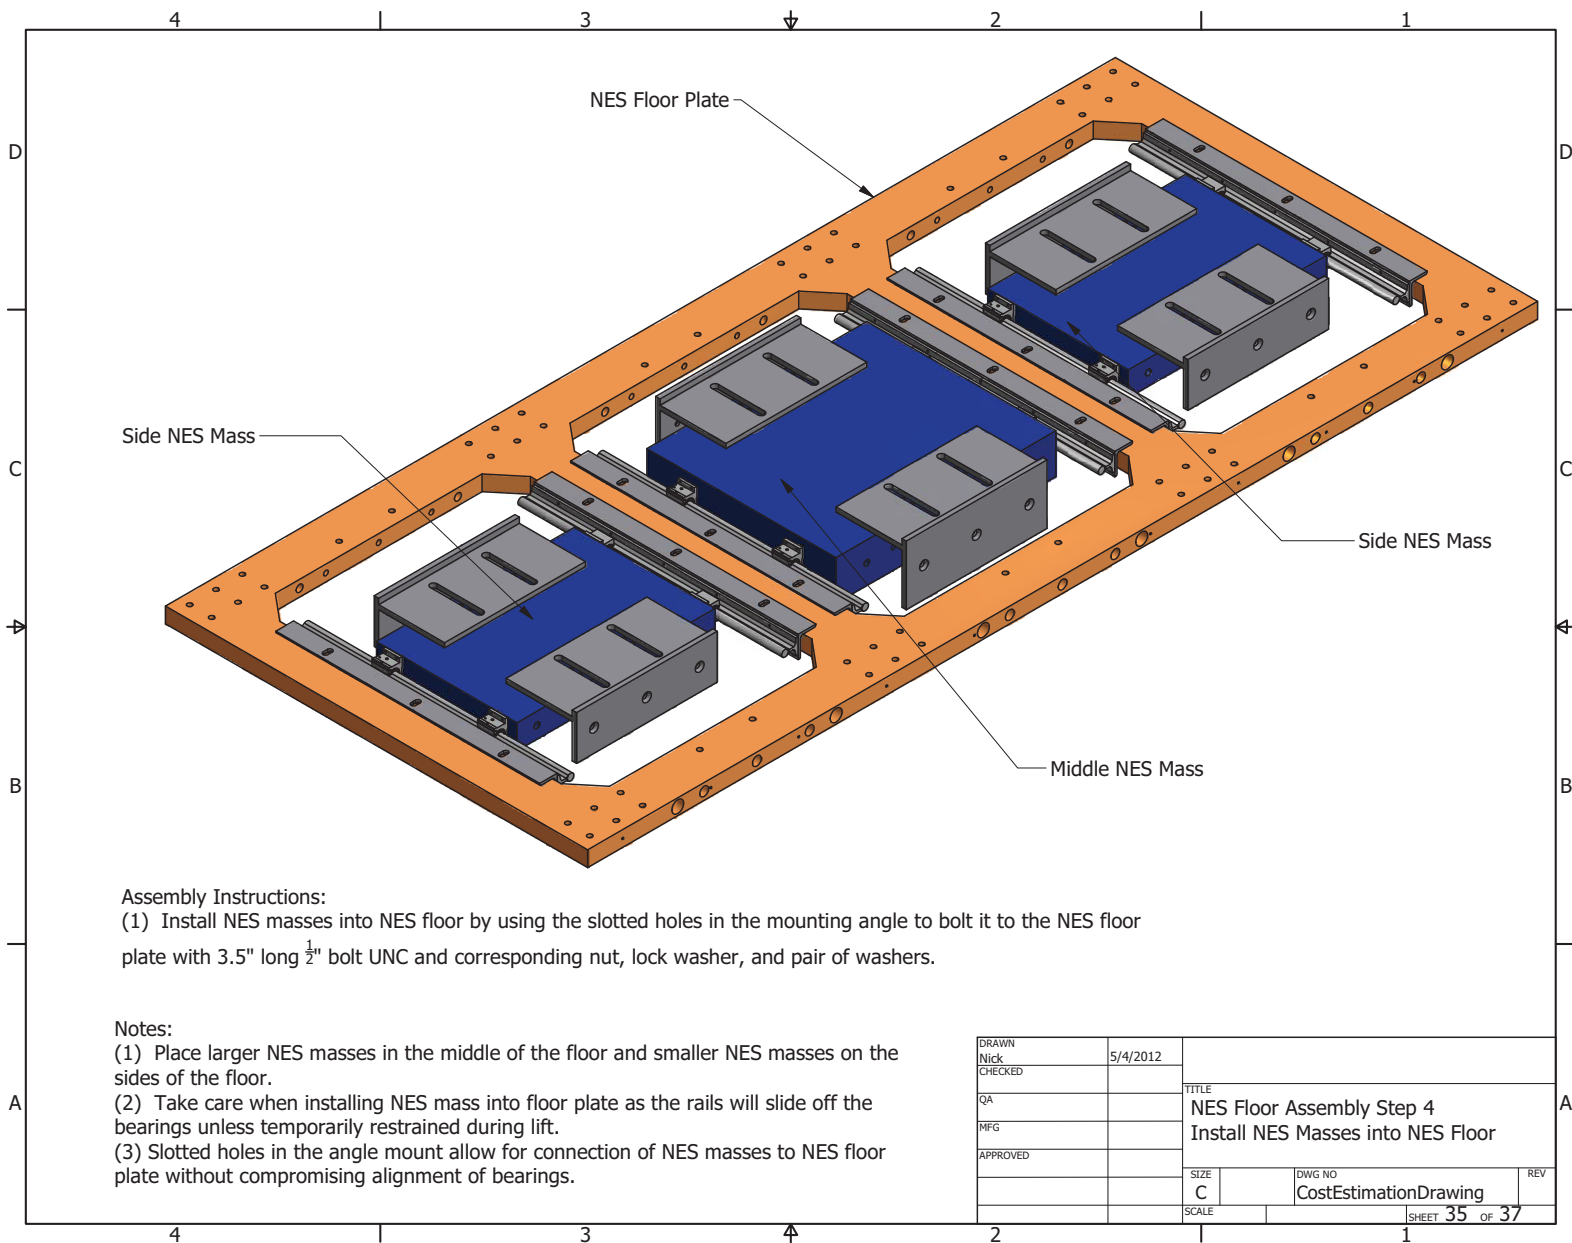 4 3 2 1
NES Floor Plate
D D
Side NES Mass
C C
Side NES Mass
Middle NES Mass
B B
Assembly Instructions:
(1) Install NES masses into NES floor by using the slotted holes in the mounting angle to bolt it to the NES floor
plate with 3.5" long 1/2" bolt UNC and corresponding nut, lock washer, and pair of washers.
Notes:
(1) Place larger NES masses in the middle of the floor and smaller NES masses on the
sides of the floor.
(2) Take care when installing NES mass into floor plate as the rails will slide off the
bearings unless temporarily restrained during lift.
(3) Slotted holes in the angle mount allow for connection of NES masses to NES floor
plate without compromising alignment of bearings.
A A
DRAWN
Nick 5/4/2012
CHECKED
QA
MFG
APPROVED
TITLE
NES Floor Assembly Step 4
Install NES Masses into NES Floor
SIZE
C
DWG NO
CostEstimationDrawing
REV
SCALE
SHEET 35 OF 37
4 3 2 1